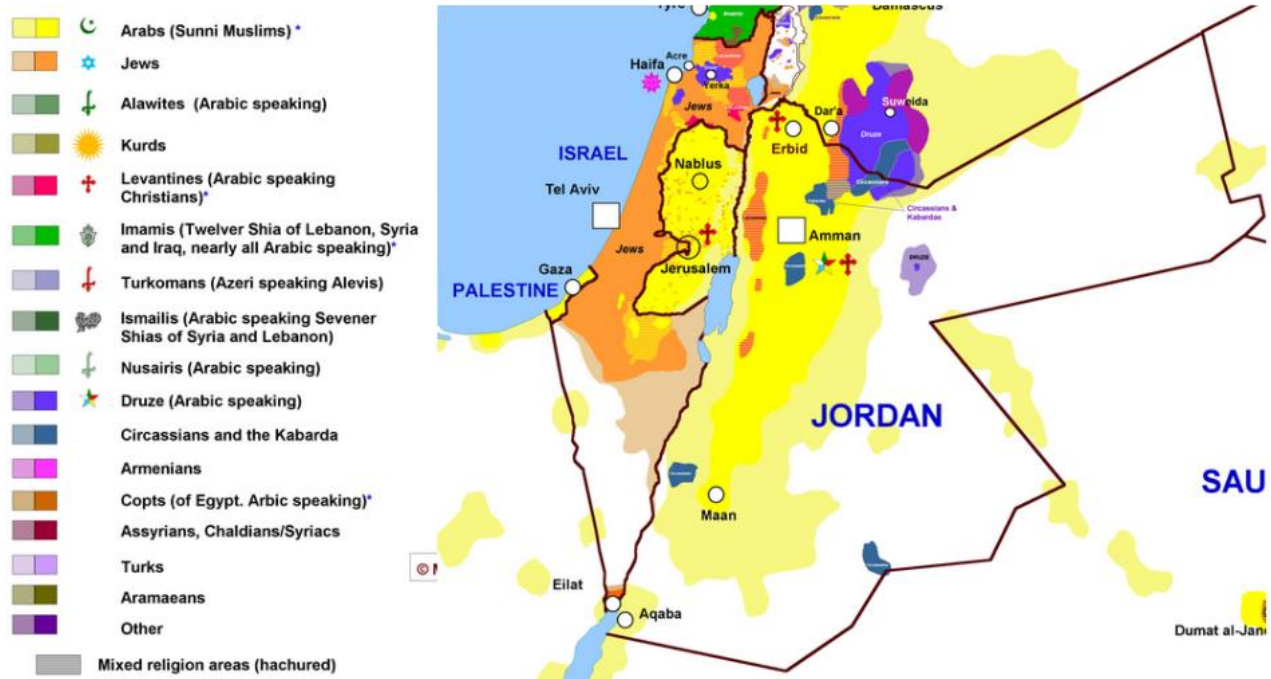 Arabs (Sunni Muslims) *
Jews
Alawites (Arabic speaking)
Kurds
Levantines (Arabic speaking
Christians)*
Imamis (Twelver Shia of Lebanon, Syria
and Iraq, nearly all Arabic speaking)*
Turkomans (Azeri speaking Alevis)
Ismailis (Arabic speaking Sevener
Shias of Syria and Lebanon)
Nusairis (Arabic speaking)
Druze (Arabic speaking)
Circassians and the Kabarda
Armenians
Copts (of Egypt. Arbic speaking)*
Assyrians, Chaldians/Syriacs
Turks
Aramaeans
Other
Mixed religion areas (hachured)
Tyre
Damascus
Acre
Haifa
Yerka
Jews
Suweida
Dar'a
Druze
Erbid
ISRAEL
Nablus
Circassians
Tel Aviv
Circassians &
Kabardas
Amman
Jews
Jerusalem
DRUZE
Gaza
PALESTINE
JORDAN
SAU
Maan
©
Eilat
Aqaba
Dumat al-Jan